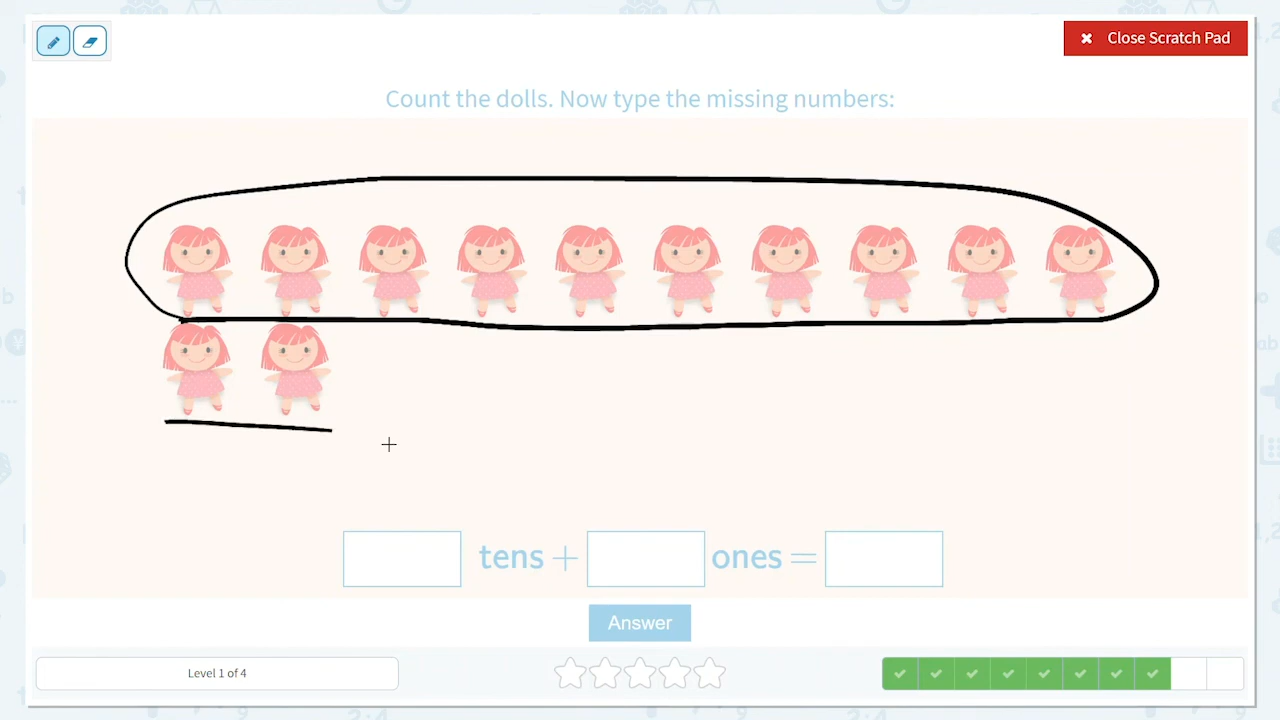 Close Scratch Pad
Count the dolls. Now type the missing numbers:
tens + ones =
Answer
Level 1 of 4